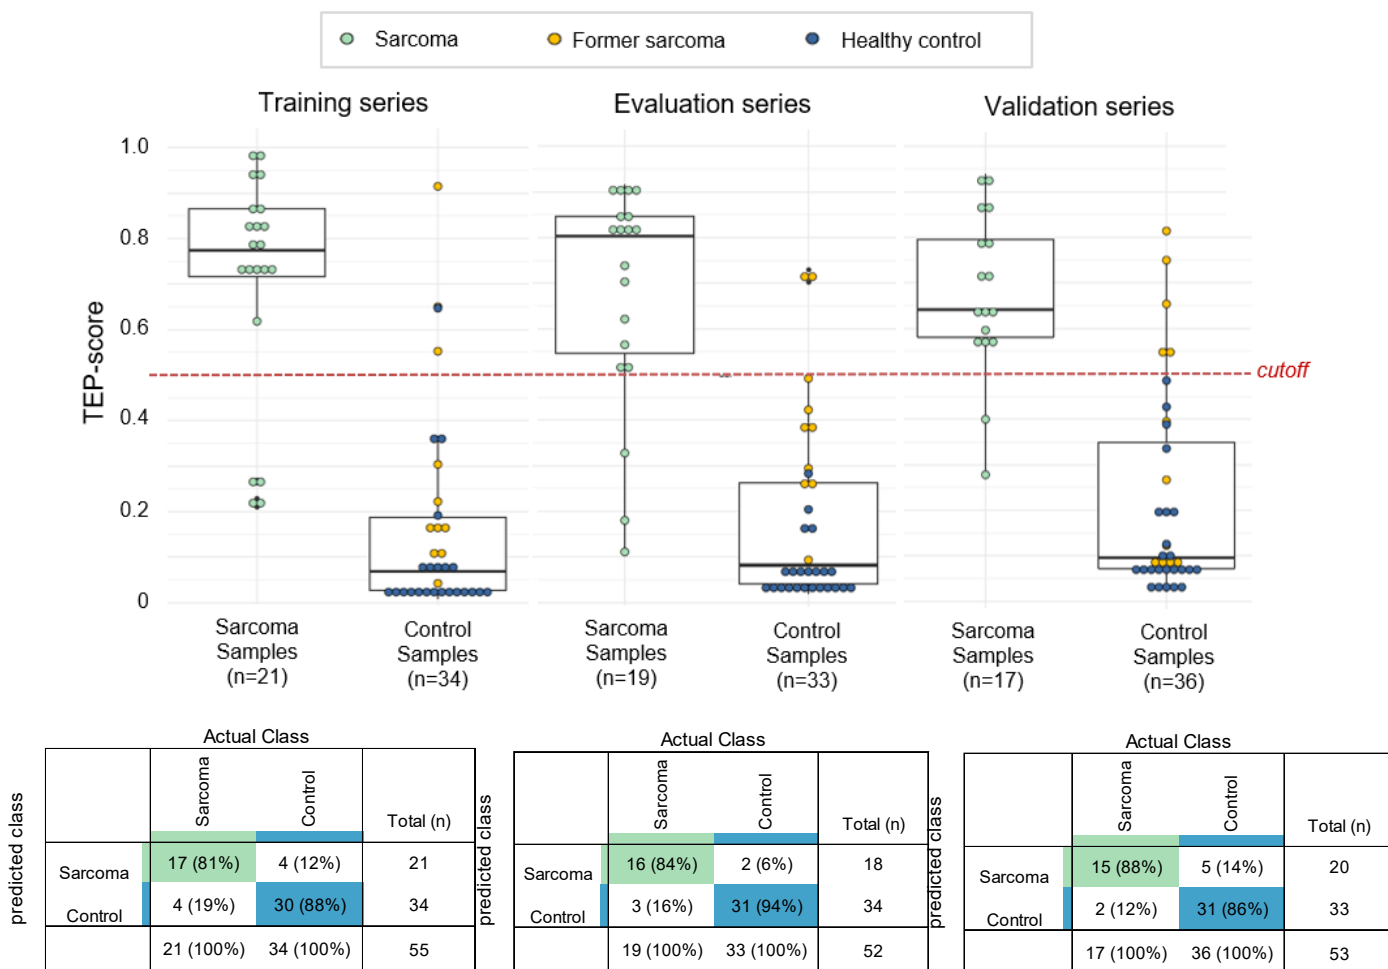 Sarcoma Former sarcoma Healthy control
Training series Evaluation series Validation series
TEP-score
1.0
0.8
0.6
0.4
0.2
0
cutoff
Sarcoma Samples (n=21)
Control Samples (n=34)
Sarcoma Samples (n=19)
Control Samples (n=33)
Sarcoma Samples (n=17)
Control Samples (n=36)
Actual Class
predicted class
Sarcoma Control Total (n)
Sarcoma 17 (81%) 4 (12%) 21
Control 4 (19%) 30 (88%) 34
21 (100%) 34 (100%) 55
Actual Class
predicted class
Sarcoma Control Total (n)
Sarcoma 16 (84%) 2 (6%) 18
Control 3 (16%) 31 (94%) 34
19 (100%) 33 (100%) 52
Actual Class
predicted class
Sarcoma Control Total (n)
Sarcoma 15 (88%) 5 (14%) 20
Control 2 (12%) 31 (86%) 33
17 (100%) 36 (100%) 53